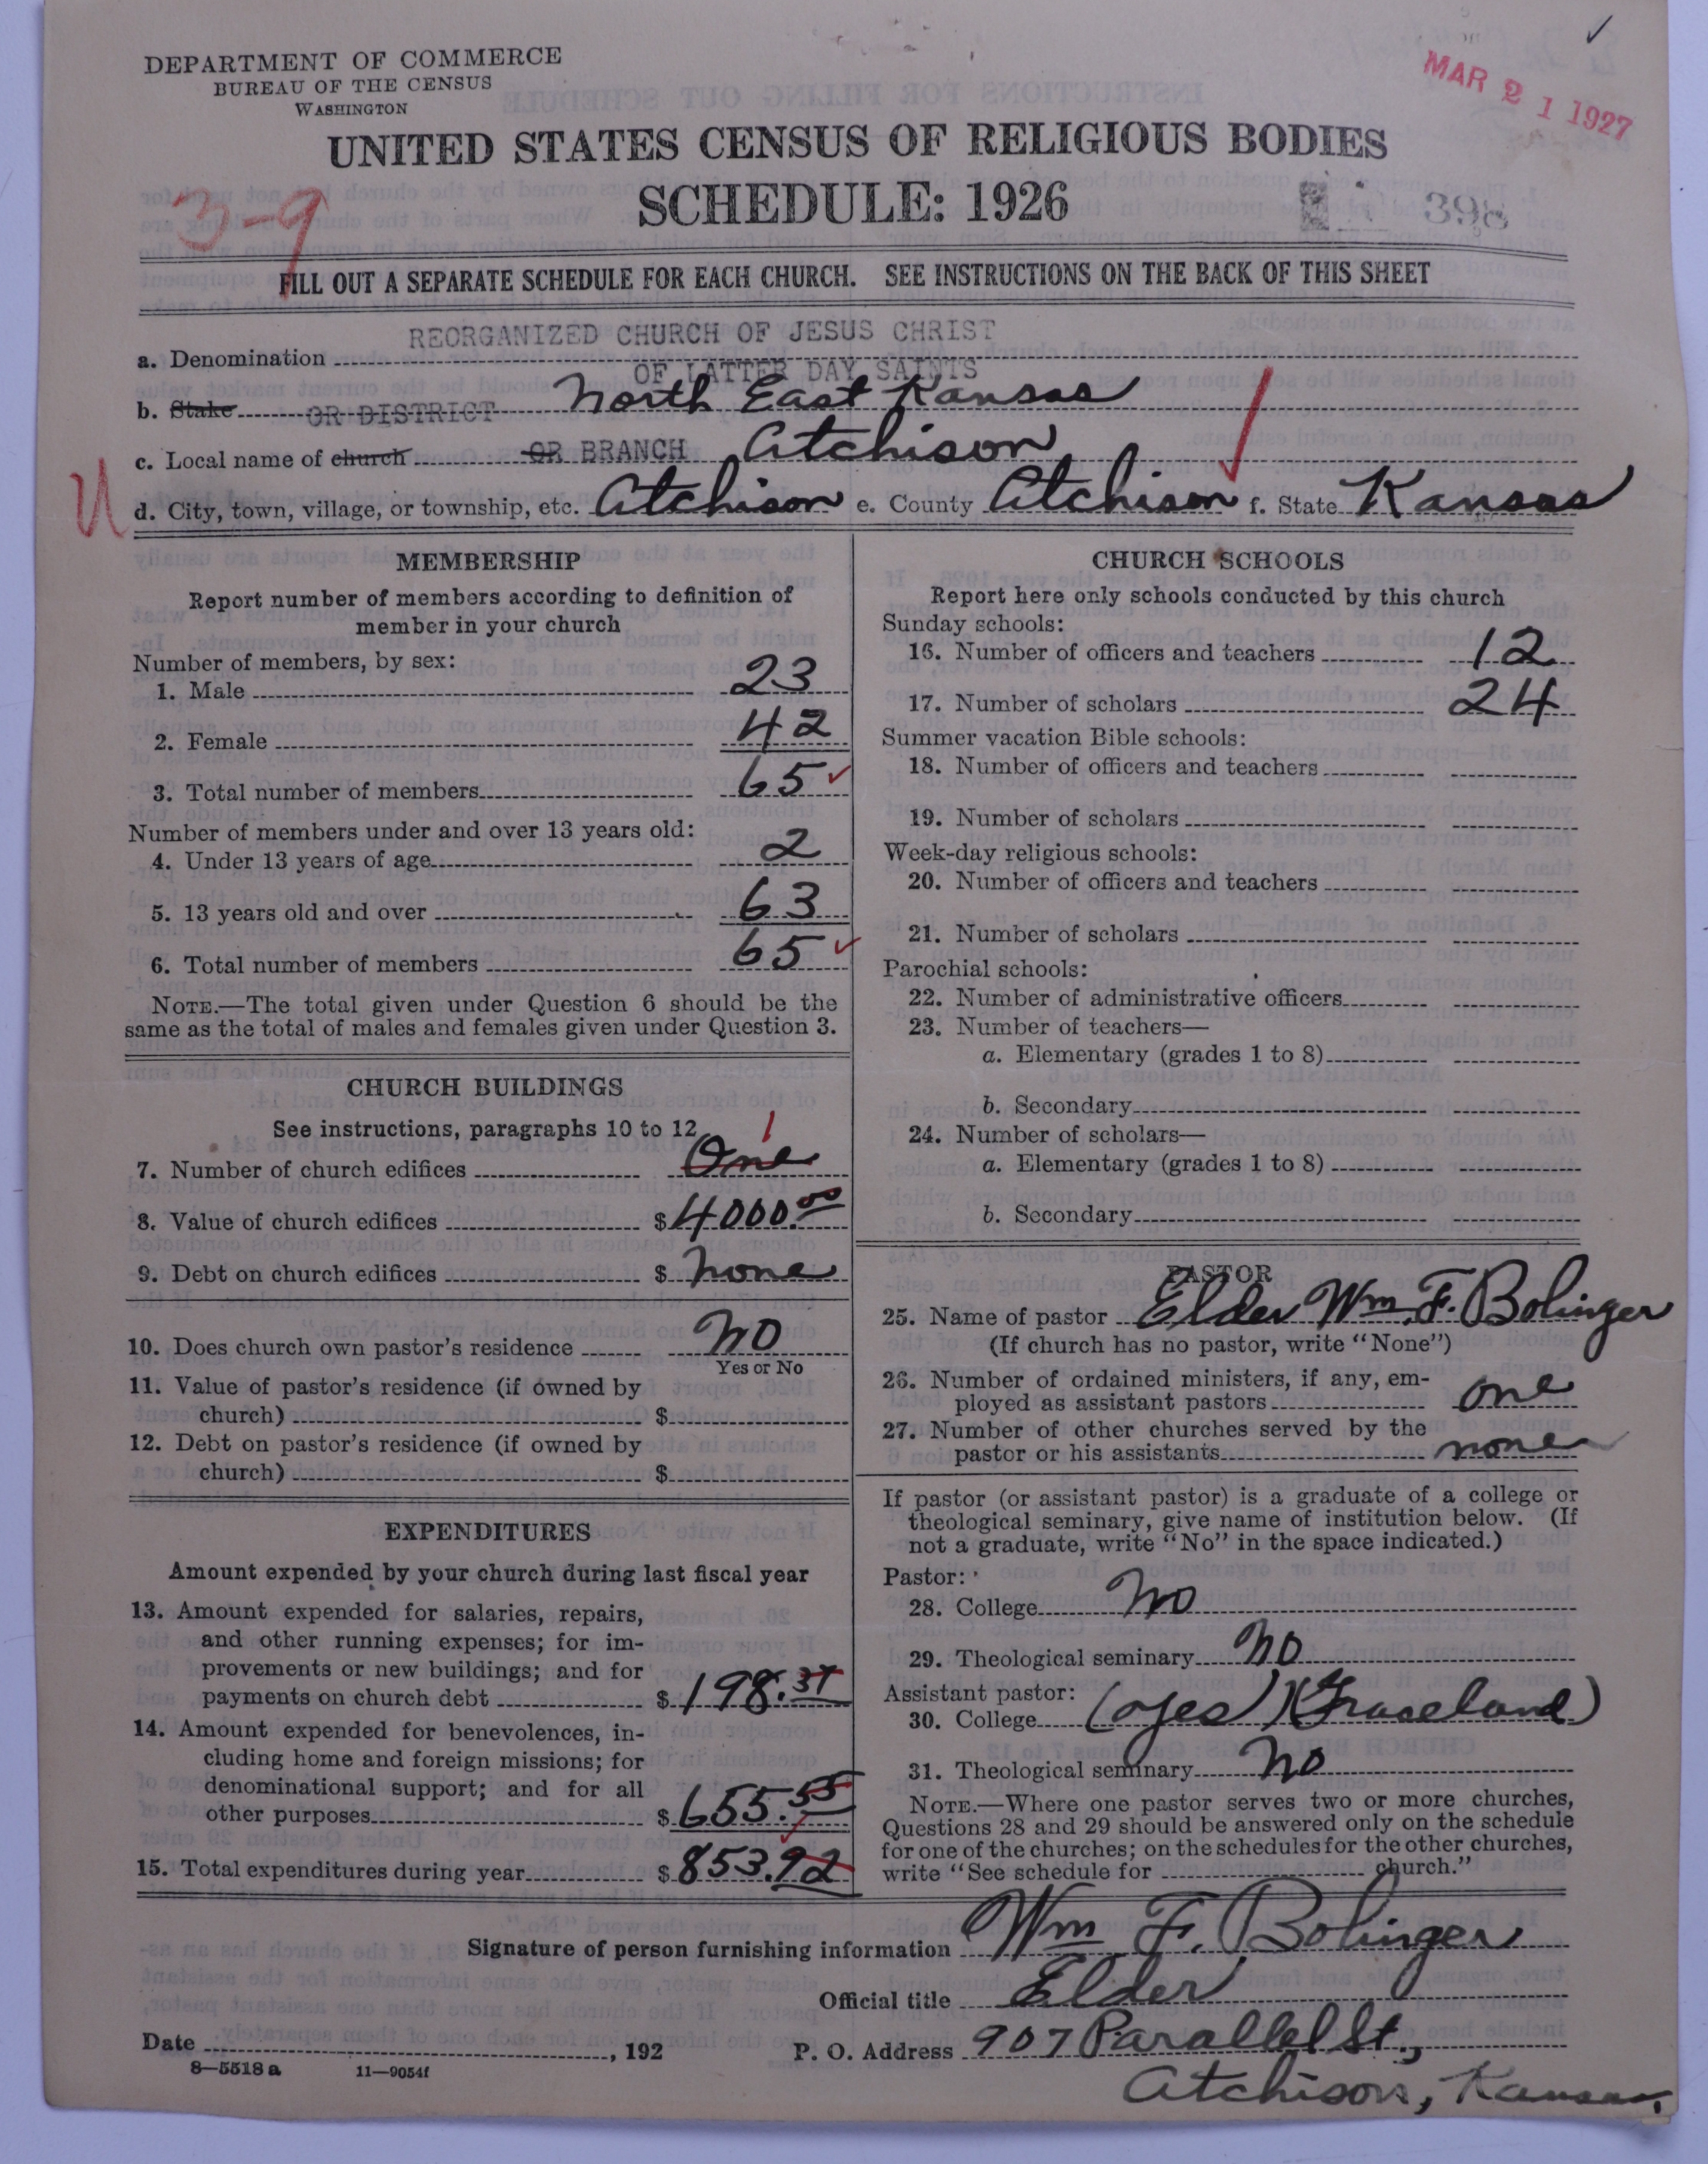 DEPARTMENT OF COMMERCE
BUREAU OF THE CENSUS
WASHINGTON
MAR 21 1927
UNITED STATES CENSUS OF RELIGIOUS BODIES
SCHEDULE: 1926
398
3-9
FILL OUT A SEPARATE SCHEDULE FOR EACH CHURCH. SEE INSTRUCTIONS ON THE BACK OF THIS SHEET
REORGANIZED CHURCH OF JESUS CHRIST
a. Denomination
OF LATTER DAY SAINTS
b. Stake OR DISTRICT North East Kansas
c. Local name of church OR BRANCH Atchison
U
d. City, town, village, or township, etc. Atchison e. County Atchison f. State Kansas
MEMBERSHIP
Report number of members according to definition of
member in your church
Number of members, by sex:
1. Male 23
2. Female 42
3. Total number of members 65
Number of members under and over 13 years old:
4. Under 13 years of age 2
5. 13 years old and over 63
6. Total number of members 65
NOTE.—The total given under Question 6 should be the
same as the total of males and females given under Question 3.
CHURCH BUILDINGS
See instructions, paragraphs 10 to 12
1
7. Number of church edifices One
8. Value of church edifices $4000.00
9. Debt on church edifices $ none
10. Does church own pastor's residence NO
Yes or No
11. Value of pastor's residence (if owned by
church) $
12. Debt on pastor's residence (if owned by
church) $
EXPENDITURES
Amount expended by your church during last fiscal year
13. Amount expended for salaries, repairs,
and other running expenses; for im-
provements or new buildings; and for
payments on church debt $198.37
14. Amount expended for benevolences, in-
cluding home and foreign missions; for
denominational support; and for all
other purposes $655.55
15. Total expenditures during year $853.92
CHURCH SCHOOLS
Report here only schools conducted by this church
Sunday schools:
16. Number of officers and teachers 12
17. Number of scholars 24
Summer vacation Bible schools:
18. Number of officers and teachers
19. Number of scholars
Week-day religious schools:
20. Number of officers and teachers
21. Number of scholars
Parochial schools:
22. Number of administrative officers
23. Number of teachers—
a. Elementary (grades 1 to 8)
b. Secondary
24. Number of scholars—
a. Elementary (grades 1 to 8)
b. Secondary
PASTOR
25. Name of pastor Elder Wm. F. Bolinger
(If church has no pastor, write "None")
26. Number of ordained ministers, if any, em-
ployed as assistant pastors one
27. Number of other churches served by the
pastor or his assistants none
If pastor (or assistant pastor) is a graduate of a college or
theological seminary, give name of institution below. (If
not a graduate, write "No" in the space indicated.)
Pastor:
28. College No
29. Theological seminary NO
Assistant pastor:
30. College (yes) (Graceland)
31. Theological seminary no
NOTE.—Where one pastor serves two or more churches,
Questions 28 and 29 should be answered only on the schedule
for one of the churches; on the schedules for the other churches,
write "See schedule for church."
Signature of person furnishing information Wm F. Bolinger
Official title Elder
Date , 192 P. O. Address 907 Parallel St.,
8—5518 a 11—9054f
Atchison, Kansas.